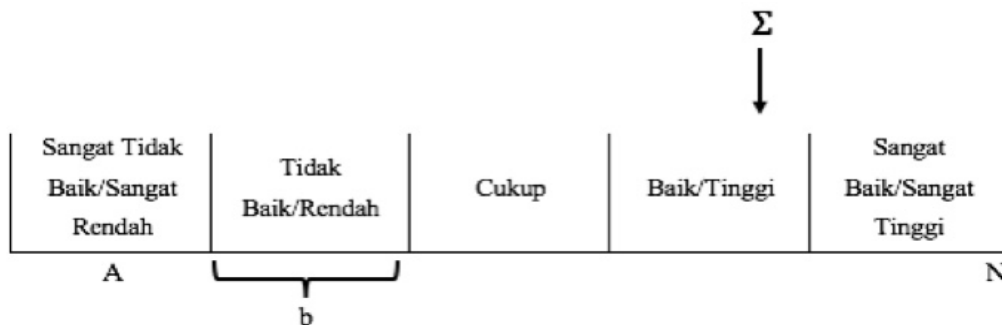 Σ
Sangat Tidak
Baik/Sangat
Rendah
Tidak
Baik/Rendah
Cukup
Baik/Tinggi
Sangat
Baik/Sangat
Tinggi
A
b
N